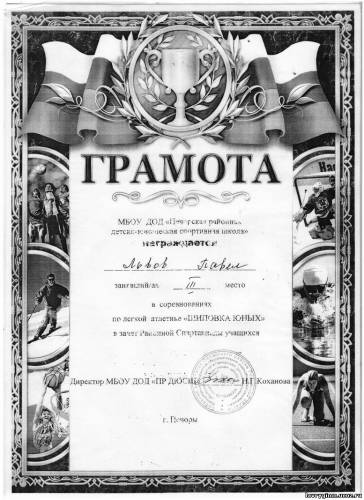 ГРАМОТА
МБОУ ДОД «Печорская районная
детско-юношеская спортивная школа»
награждается
Львов Павел
занявший/ая III место
в соревнованиях
по легкой атлетике «ШИПОВКА ЮНЫХ»
в зачет Районной Спартакиады учащихся
Директор МБОУ ДОД «ПР ДЮСШ» Н.Г.Коханова
г. Печоры